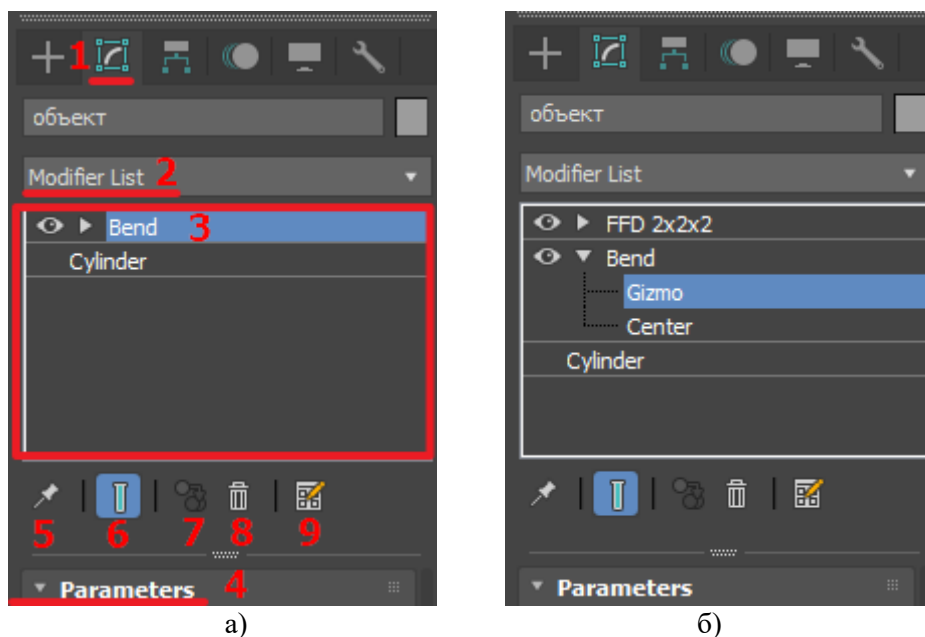 1
объект
Modifier List 2
Bend 3
Cylinder
5 6 7 8 9
Parameters 4
а)
объект
Modifier List
FFD 2x2x2
Bend
Gizmo
Center
Cylinder
Parameters
б)